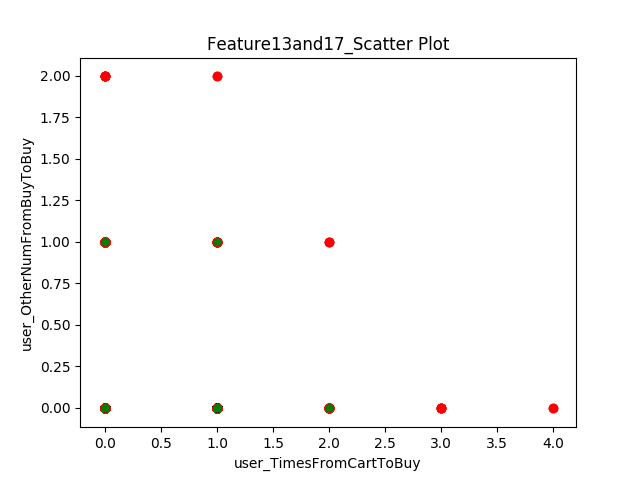 Feature13and17_Scatter Plot
2.00
1.75
1.50
1.25
1.00
0.75
0.50
0.25
0.00
user_OtherNumFromBuyToBuy
0.0 0.5 1.0 1.5 2.0 2.5 3.0 3.5 4.0
user_TimesFromCartToBuy